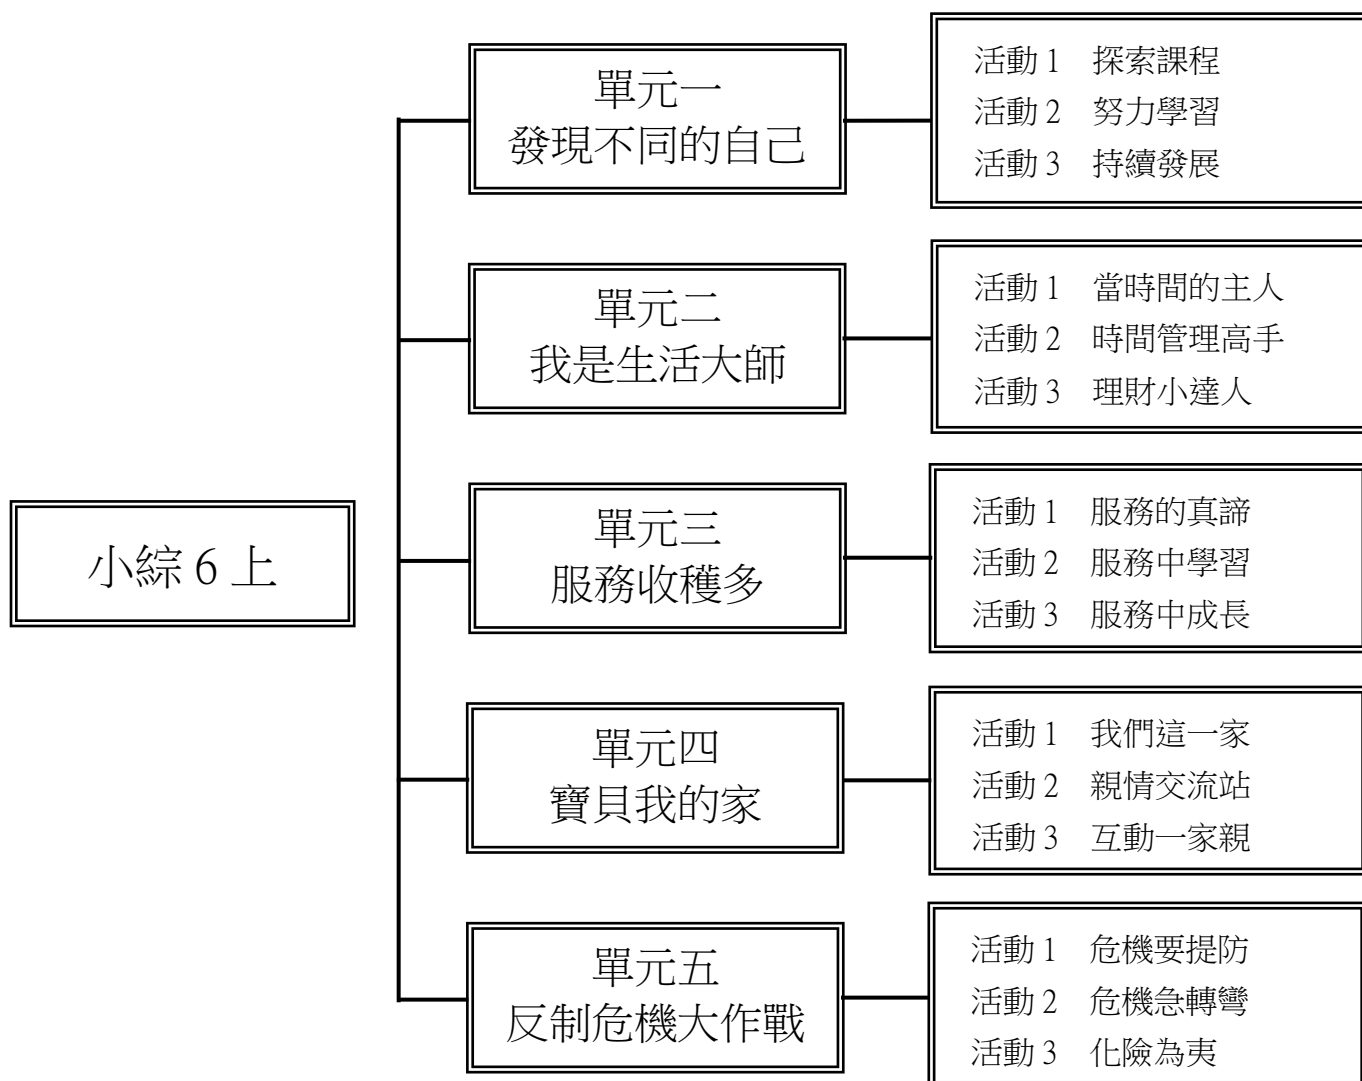 小綜 6 上
單元一
發現不同的自己
活動 1　探索課程
活動 2　努力學習
活動 3　持續發展
單元二
我是生活大師
活動 1　當時間的主人
活動 2　時間管理高手
活動 3　理財小達人
單元三
服務收穫多
活動 1　服務的真諦
活動 2　服務中學習
活動 3　服務中成長
單元四
寶貝我的家
活動 1　我們這一家
活動 2　親情交流站
活動 3　互動一家親
單元五
反制危機大作戰
活動 1　危機要提防
活動 2　危機急轉彎
活動 3　化險為夷